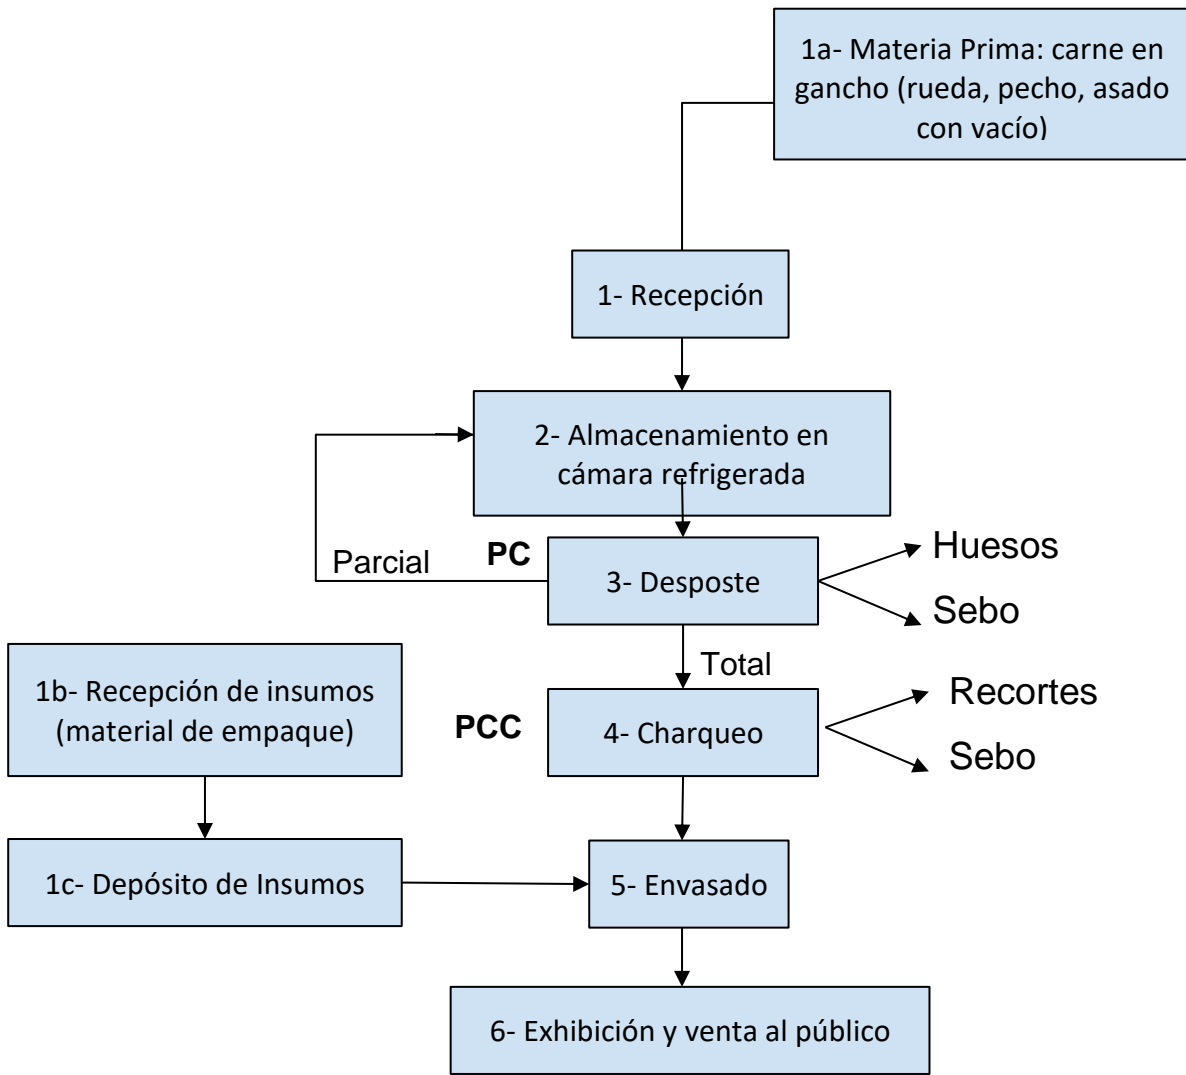 1a- Materia Prima: carne en
gancho (rueda, pecho, asado
con vacío)
1- Recepción
2- Almacenamiento en
cámara refrigerada
Parcial
PC
3- Desposte
Huesos
Sebo
Total
1b- Recepción de insumos
(material de empaque)
PCC
4- Charqueo
Recortes
Sebo
1c- Depósito de Insumos
5- Envasado
6- Exhibición y venta al público